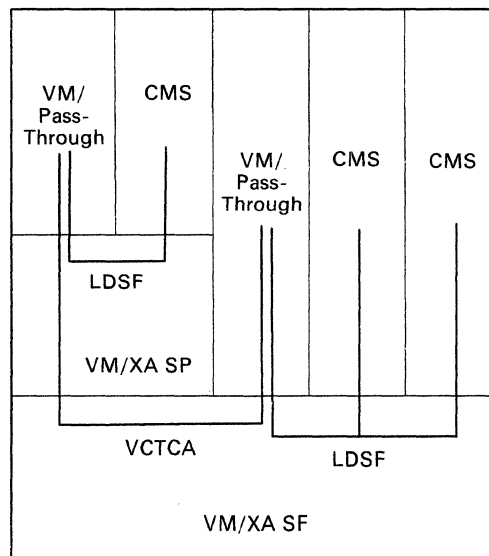 VM/
Pass-
Through
CMS
VM/
Pass-
Through
CMS
CMS
LDSF
VM/XA SP
VCTCA
LDSF
VM/XA SF